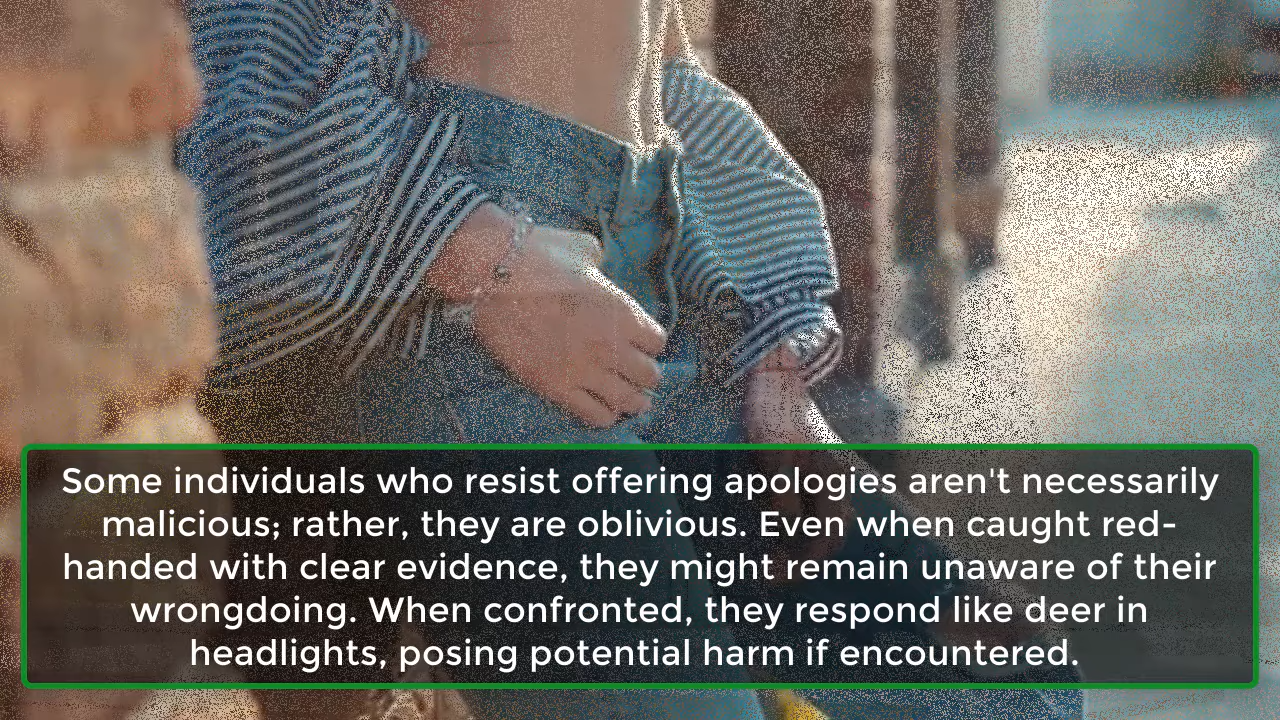 Some individuals who resist offering apologies aren't necessarily
malicious; rather, they are oblivious. Even when caught red-
handed with clear evidence, they might remain unaware of their
wrongdoing. When confronted, they respond like deer in
headlights, posing potential harm if encountered.